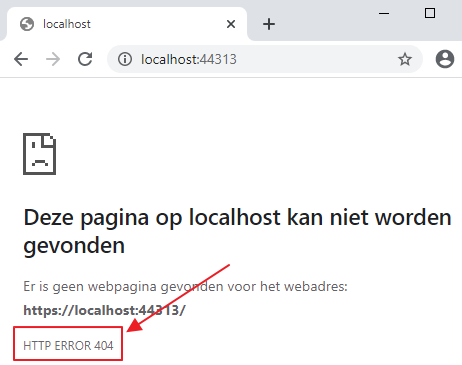 localhost
localhost:44313
Deze pagina op localhost kan niet worden
gevonden
Er is geen webpagina gevonden voor het webadres:
https://localhost:44313/
HTTP ERROR 404